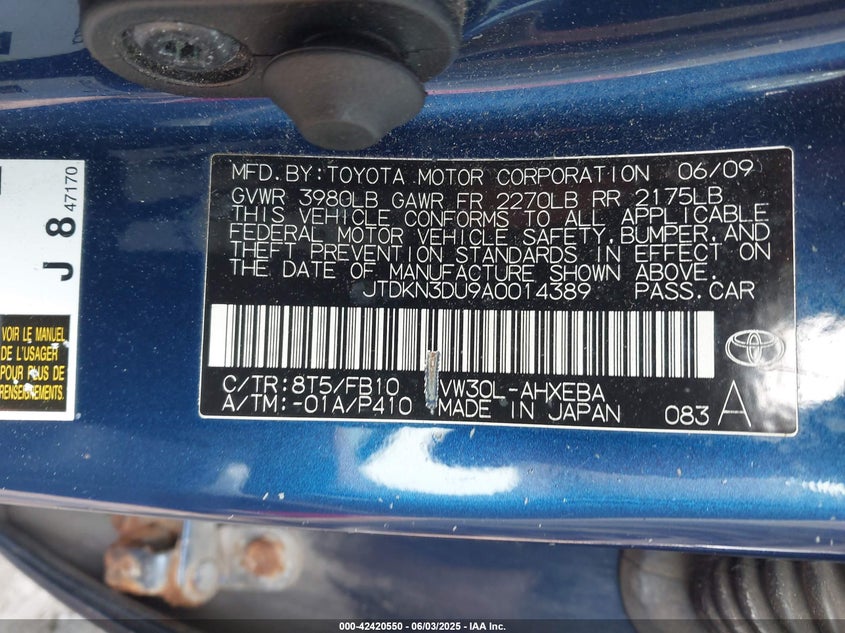 MFD.BY:TOYOTA MOTOR CORPORATION 06/09
GVWR 3980LB GAWR FR 2270LB RR 2175LB
THIS VEHICLE CONFORMS TO ALL APPLICABLE
FEDERAL MOTOR VEHICLE SAFETY,BUMPER,AND
THEFT PREVENTION STANDARDS IN EFFECT ON
THE DATE OF MANUFACTURE SHOWN ABOVE.
JTDKN3DU9A0014389 PASS.CAR
C/TR:8T5/FB10 VW30L-AHXEBA
A/TM:-01A/P410 MADE IN JAPAN 083 A
J 8 47170
VOIR LE MANUEL
DE L'USAGER
POUR PLUS DE
RENSEIGNEMENTS.
000-42420550 - 06/03/2025 - IAA Inc.